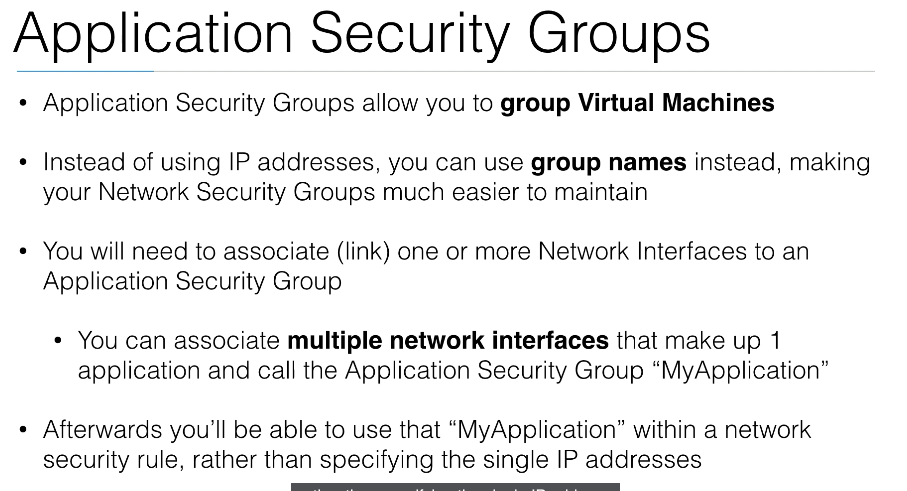 Application Security Groups
• Application Security Groups allow you to group Virtual Machines
• Instead of using IP addresses, you can use group names instead, making
your Network Security Groups much easier to maintain
• You will need to associate (link) one or more Network Interfaces to an
Application Security Group
• You can associate multiple network interfaces that make up 1
application and call the Application Security Group “MyApplication”
• Afterwards you’ll be able to use that “MyApplication” within a network
security rule, rather than specifying the single IP addresses